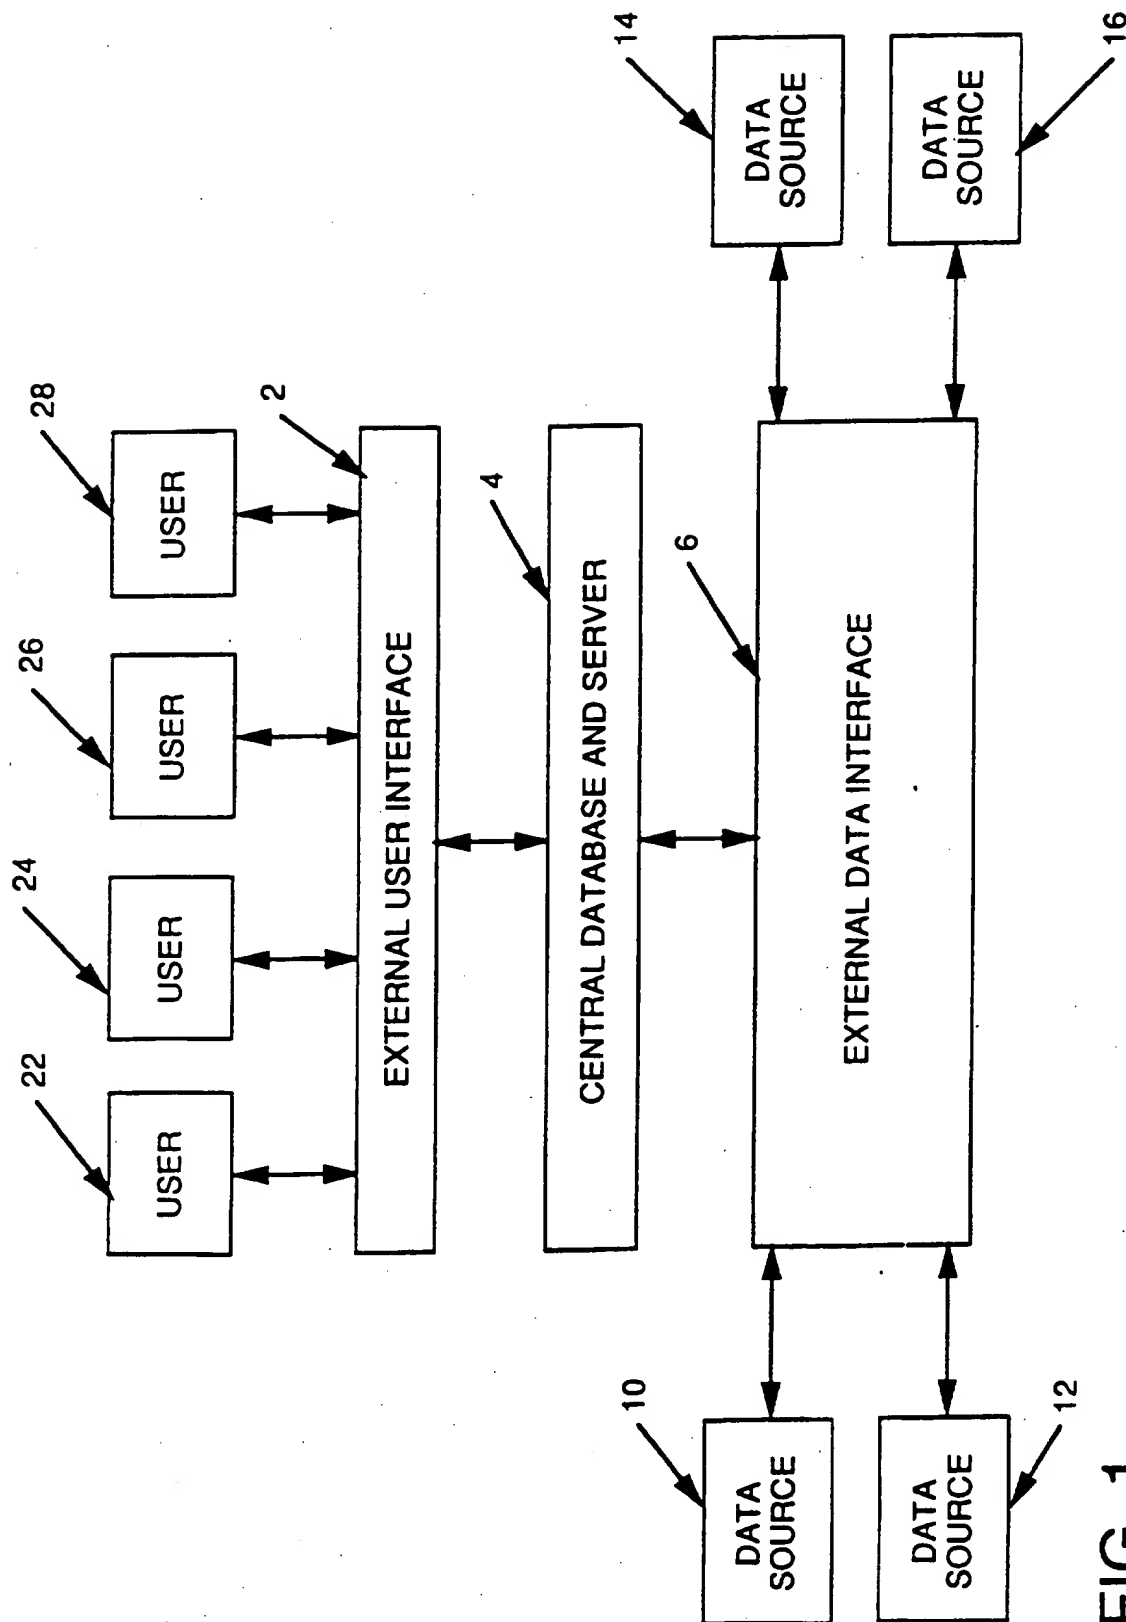 22
24
26
28
USER
USER
USER
USER
2
EXTERNAL USER INTERFACE
4
CENTRAL DATABASE AND SERVER
6
10
14
DATA
SOURCE
EXTERNAL DATA INTERFACE
DATA
SOURCE
DATA
SOURCE
DATA
SOURCE
12
16
FIG. 1